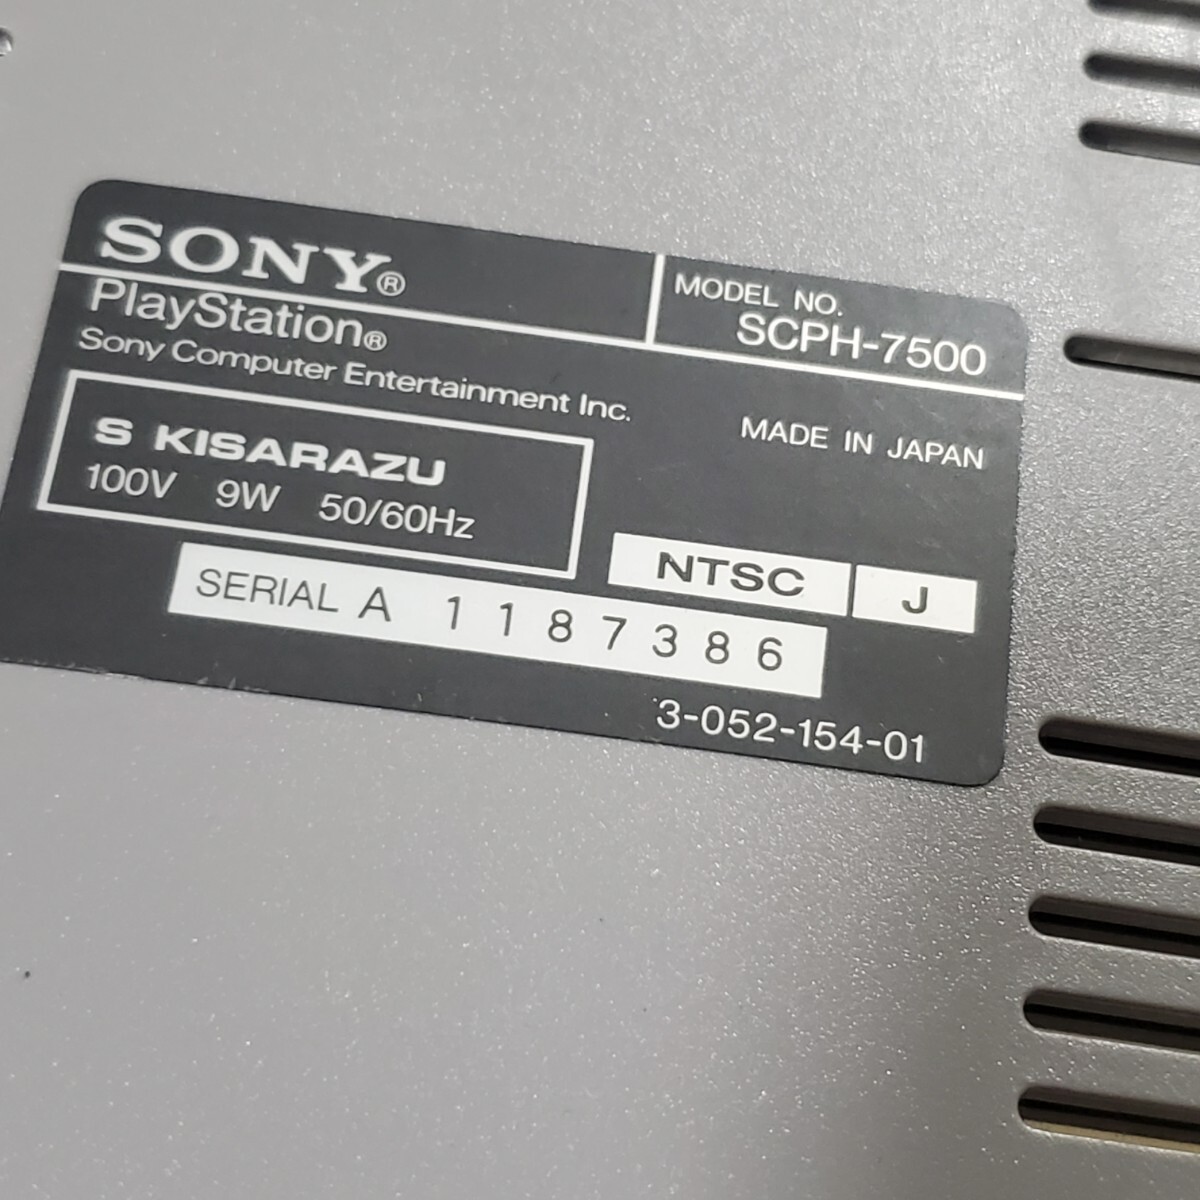 SONY®
MODEL NO.
SCPH-7500
PlayStation®
Sony Computer Entertainment Inc.
MADE IN JAPAN
S KISARAZU
100V 9W 50/60Hz
NTSC J
SERIAL A 1187386
3-052-154-01